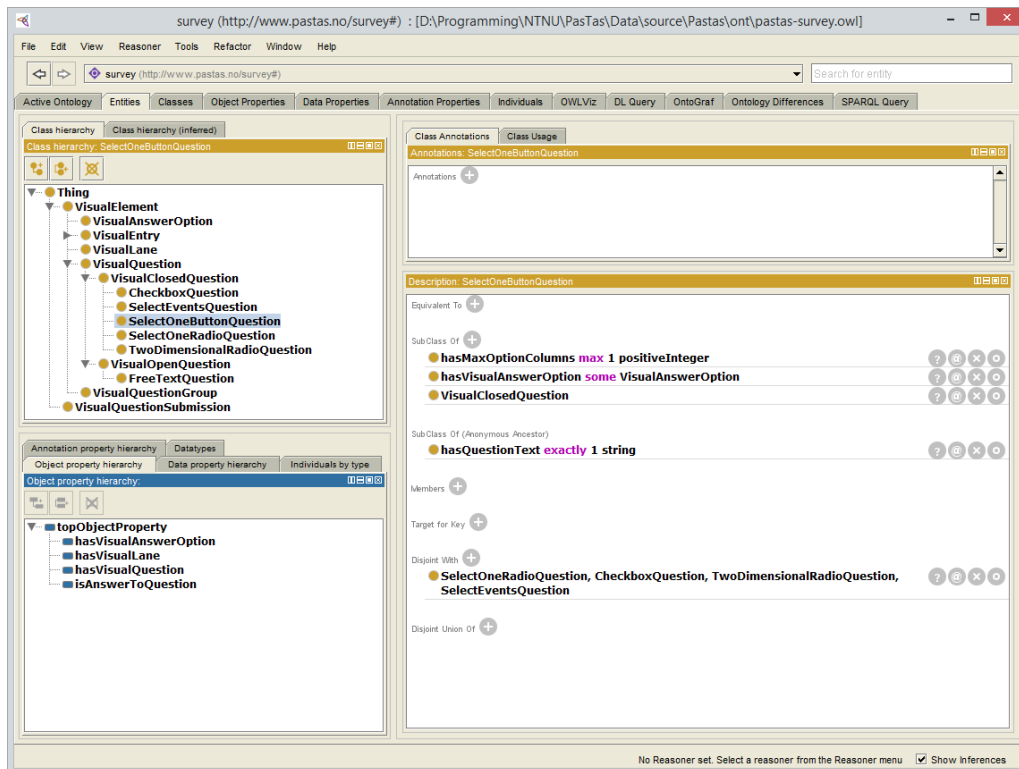 survey (http://www.pastas.no/survey#) : [D:\Programming\NTNU\PasTas\Data\source\Pastas\ont\pastas-survey.owl]
File Edit View Reasoner Tools Refactor Window Help
survey (http://www.pastas.no/survey#)
Search for entity
Active Ontology Entities Classes Object Properties Data Properties Annotation Properties Individuals OWLViz DL Query OntoGraf Ontology Differences SPARQL Query
Class hierarchy Class hierarchy (inferred)
Class hierarchy: SelectOneButtonQuestion
Thing
VisualElement
VisualAnswerOption
VisualEntry
VisualLane
VisualQuestion
VisualClosedQuestion
CheckboxQuestion
SelectEventsQuestion
SelectOneButtonQuestion
SelectOneRadioQuestion
TwoDimensionalRadioQuestion
VisualOpenQuestion
FreeTextQuestion
VisualQuestionGroup
VisualQuestionSubmission
Annotation property hierarchy Datatypes
Object property hierarchy Data property hierarchy Individuals by type
Object property hierarchy:
topObjectProperty
hasVisualAnswerOption
hasVisualLane
hasVisualQuestion
isAnswerToQuestion
Class Annotations Class Usage
Annotations: SelectOneButtonQuestion
Annotations
Description: SelectOneButtonQuestion
Equivalent To
SubClass Of
hasMaxOptionColumns max 1 positiveInteger
hasVisualAnswerOption some VisualAnswerOption
VisualClosedQuestion
SubClass Of (Anonymous Ancestor)
hasQuestionText exactly 1 string
Members
Target for Key
Disjoint With
SelectOneRadioQuestion, CheckboxQuestion, TwoDimensionalRadioQuestion,
SelectEventsQuestion
Disjoint Union Of
No Reasoner set. Select a reasoner from the Reasoner menu Show Inferences